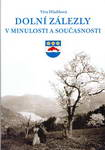 Věra Hladíková
DOLNÍ ZÁLEZLY
V MINULOSTI A SOUČASNOSTI